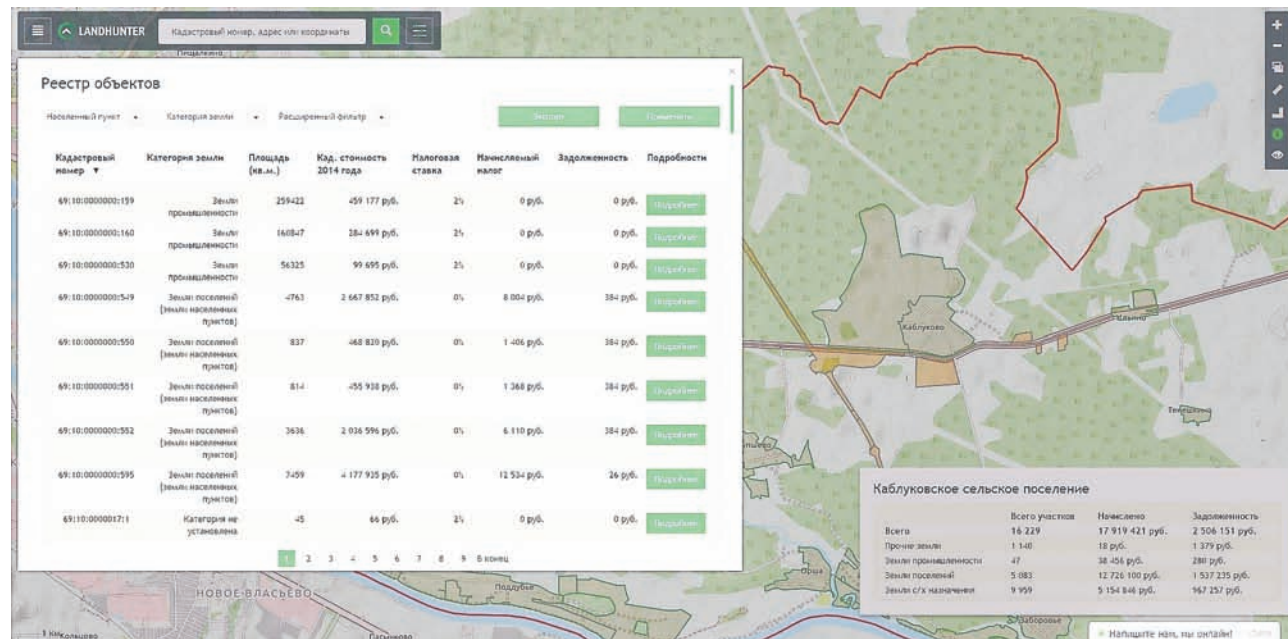 LANDHUNTER
Кадастровый номер, адрес или координаты
Пищалкино
Реестр объектов
Населенный пункт Категория земли Расширенный фильтр Экспорт Применить
Кадастровый номер ▼ Категория земли Площадь (кв.м.) Кад. стоимость 2014 года Налоговая ставка Начисляемый налог Задолженность Подробности
69:10:0000000:159 Земли промышленности 259422 459 177 руб. 2% 0 руб. 0 руб. Подробнее
69:10:0000000:160 Земли промышленности 160847 284 699 руб. 2% 0 руб. 0 руб. Подробнее
69:10:0000000:530 Земли промышленности 56325 99 695 руб. 2% 0 руб. 0 руб. Подробнее
69:10:0000000:549 Земли поселений (земли населенных пунктов) 4763 2 667 852 руб. 0% 8 004 руб. 384 руб. Подробнее
69:10:0000000:550 Земли поселений (земли населенных пунктов) 837 468 820 руб. 0% 1 406 руб. 384 руб. Подробнее
69:10:0000000:551 Земли поселений (земли населенных пунктов) 814 455 938 руб. 0% 1 368 руб. 384 руб. Подробнее
69:10:0000000:552 Земли поселений (земли населенных пунктов) 3636 2 036 596 руб. 0% 6 110 руб. 384 руб. Подробнее
69:10:0000000:595 Земли поселений (земли населенных пунктов) 7459 4 177 935 руб. 0% 12 534 руб. 26 руб. Подробнее
69:10:0000017:1 Категория не установлена 45 66 руб. 2% 0 руб. 0 руб. Подробнее
1 2 3 4 5 6 7 8 9 В конец
Каблуково
Ильино
Орша
Поддубье
НОВОЕ ВЛАСЬЕВО
Заборовье
1 км
Каблуковское сельское поселение
Всего участков Начислено Задолженность
Всего 16 229 17 919 421 руб. 2 506 151 руб.
Прочие земли 1 140 18 руб. 1 379 руб.
Земли промышленности 47 38 456 руб. 280 руб.
Земли поселений 5 083 12 726 100 руб. 1 537 235 руб.
Земли с/х назначения 9 959 5 154 846 руб. 967 257 руб.
Напишите нам, мы онлайн!